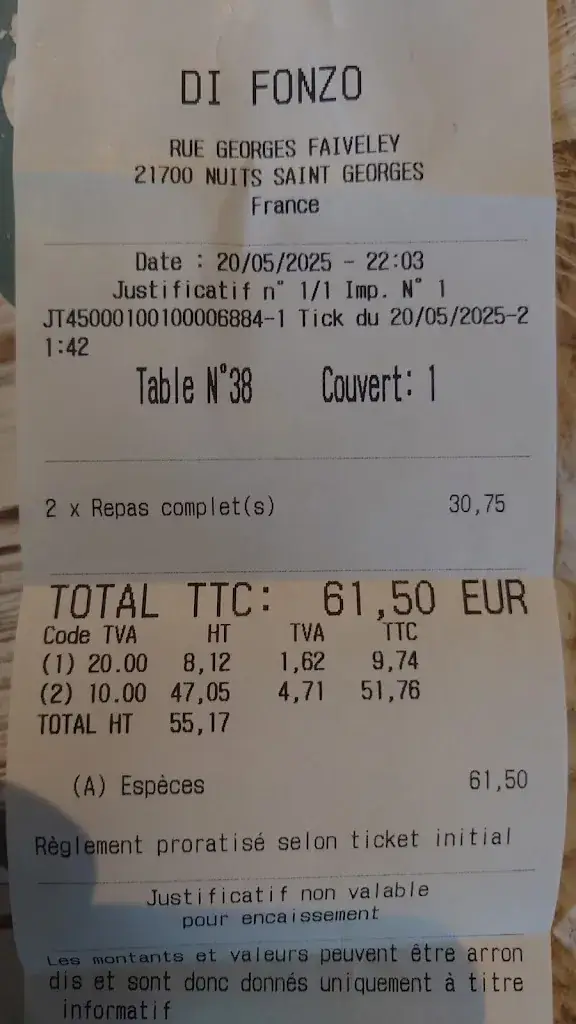 DI FONZO
RUE GEORGES FAIVELEY
21700 NUITS SAINT GEORGES
France
Date : 20/05/2025 - 22:03
Justificatif n° 1/1 Imp. N° 1
JT45000100100006884-1 Tick du 20/05/2025-2
1:42
Table N°38 Couvert: 1
2 x Repas complet(s) 30,75
TOTAL TTC: 61,50 EUR
Code TVA HT TVA TTC
(1) 20.00 8,12 1,62 9,74
(2) 10.00 47,05 4,71 51,76
TOTAL HT 55,17
(A) Espèces 61,50
Règlement proratisé selon ticket initial
Justificatif non valable
pour encaissement
Les montants et valeurs peuvent être arron
dis et sont donc donnés uniquement à titre
informatif